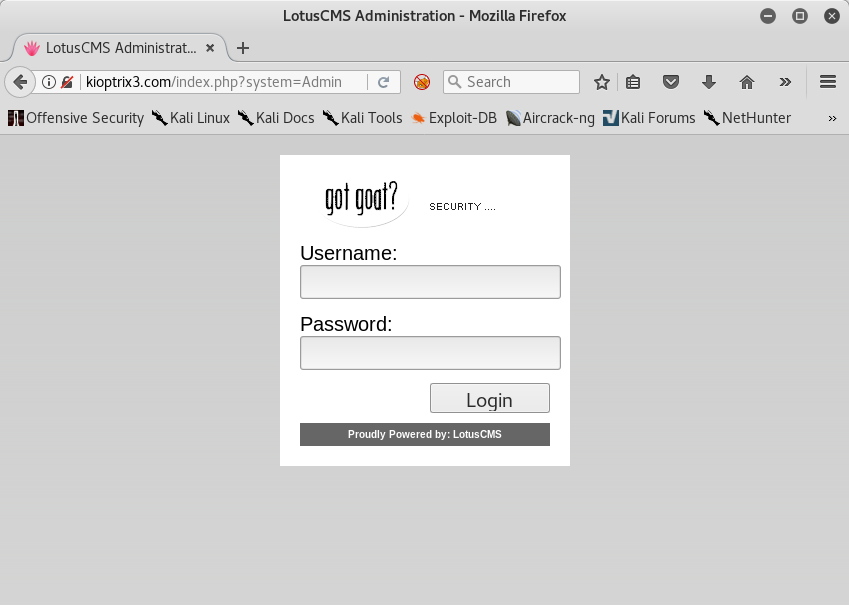 LotusCMS Administration - Mozilla Firefox
LotusCMS Administrat...
kioptrix3.com/index.php?system=Admin
Search
Offensive Security Kali Linux Kali Docs Kali Tools Exploit-DB Aircrack-ng Kali Forums NetHunter
got goat? SECURITY ....
Username:
Password:
Login
Proudly Powered by: LotusCMS